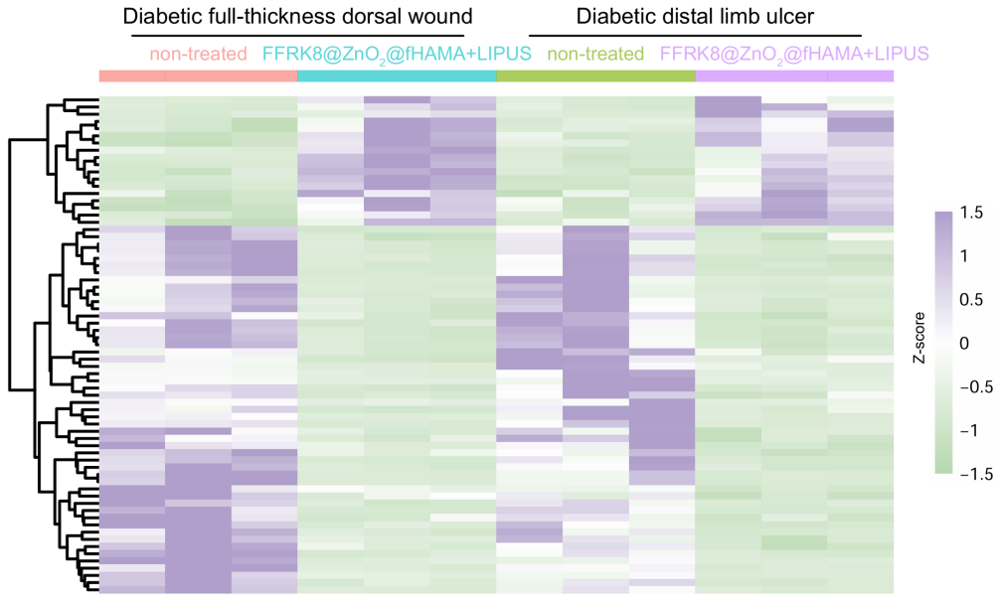 Diabetic full-thickness dorsal wound Diabetic distal limb ulcer
non-treated FFRK8@ZnO₂@fHAMA+LIPUS non-treated FFRK8@ZnO₂@fHAMA+LIPUS
1.5
1
0.5
0
−0.5
−1
−1.5
Z-score